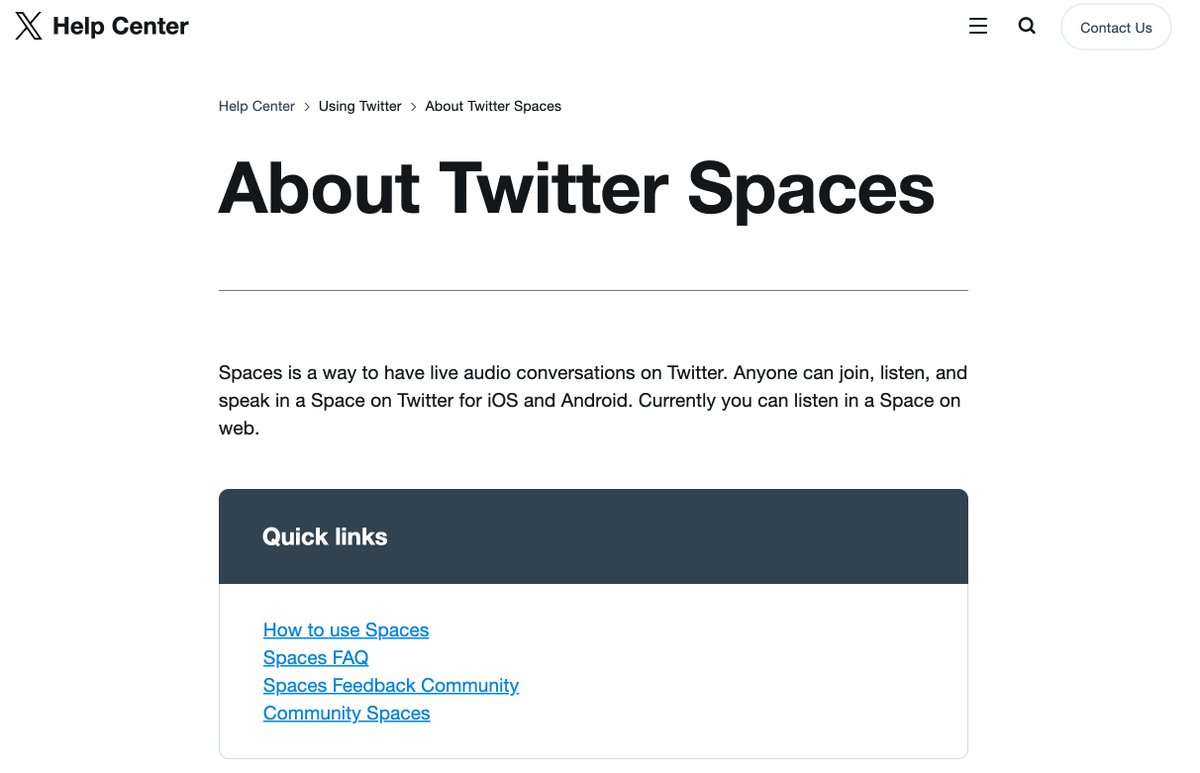 Help Center
Contact Us
Help Center > Using Twitter > About Twitter Spaces
About Twitter Spaces
Spaces is a way to have live audio conversations on Twitter. Anyone can join, listen, and
speak in a Space on Twitter for iOS and Android. Currently you can listen in a Space on
web.
Quick links
How to use Spaces
Spaces FAQ
Spaces Feedback Community
Community Spaces